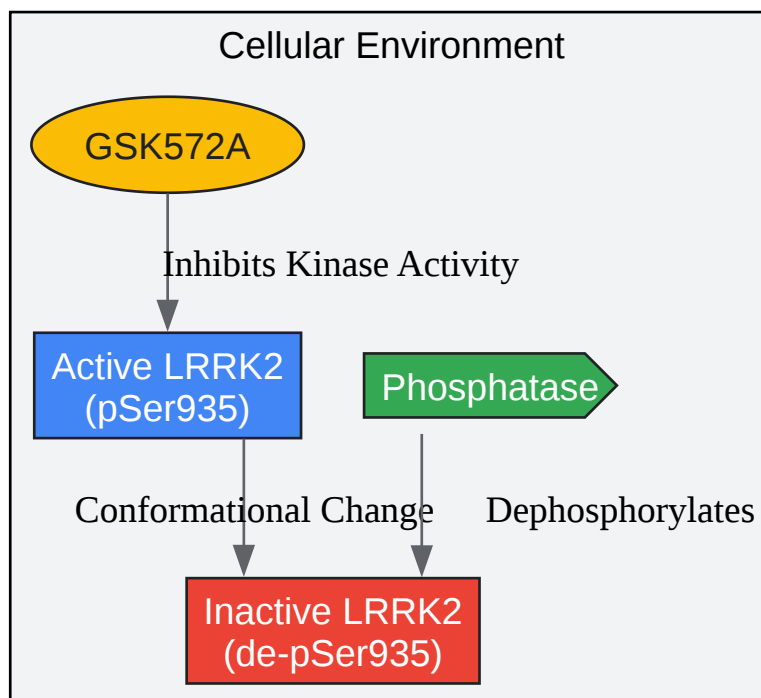 Cellular Environment
GSK572A
Inhibits Kinase Activity
Active LRRK2
(pSer935)
Phosphatase
Conformational Change
Dephosphorylates
Inactive LRRK2
(de-pSer935)